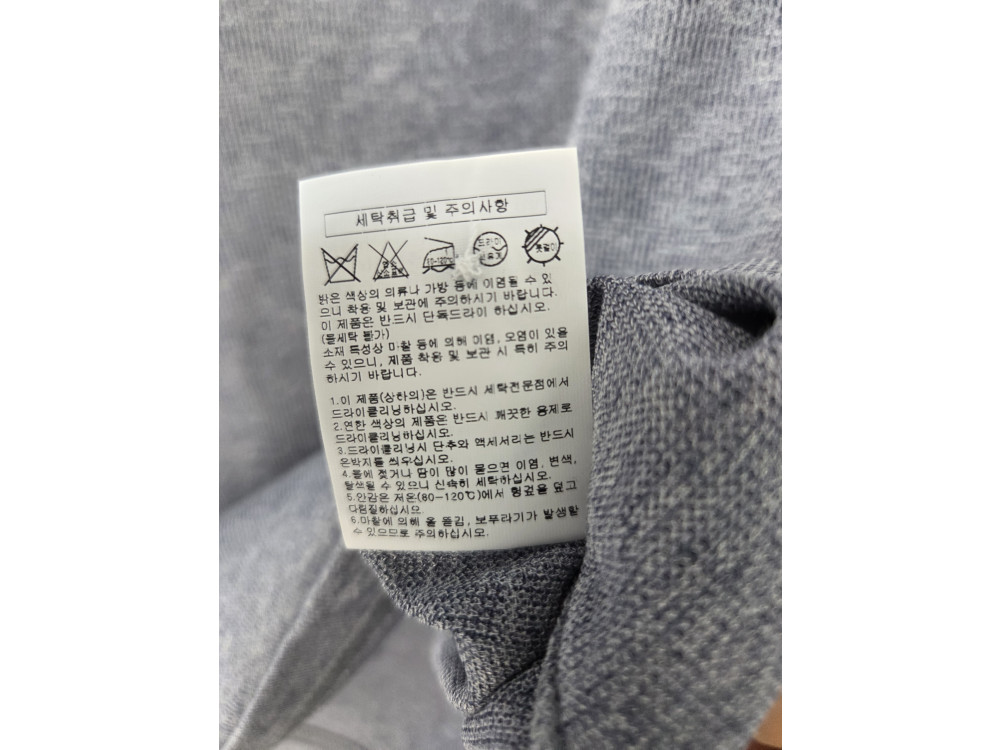 세탁취급 및 주의사항
염소
드라이
옷걸이
밝은 색상의 의류나 가방 등에 이염될 수 있
으니 착용 및 보관에 주의하시기 바랍니다.
이 제품은 반드시 단독드라이 하십시오.
(물세탁 불가)
소재 특성상 마찰 등에 의해 이염, 오염이 있을
수 있으니, 제품 착용 및 보관 시 특히 주의
하시기 바랍니다.
1.이 제품(상하의)은 반드시 세탁전문점에서
드라이클리닝하십시오.
2.연한 색상의 제품은 반드시 깨끗한 용제로
드라이클리닝하십시오.
3.드라이클리닝시 단추와 액세서리는 반드시
은박지를 씌우십시오.
4.물에 젖거나 땀이 많이 묻으면 이염, 변색,
탈색될 수 있으니 신속히 세탁하십시오.
5.안감은 저온(80-120℃)에서 헝겊을 덮고
다림질하십시오.
6.마찰에 의해 올 뜯김, 보푸라기가 발생할
수 있으므로 주의하십시오.